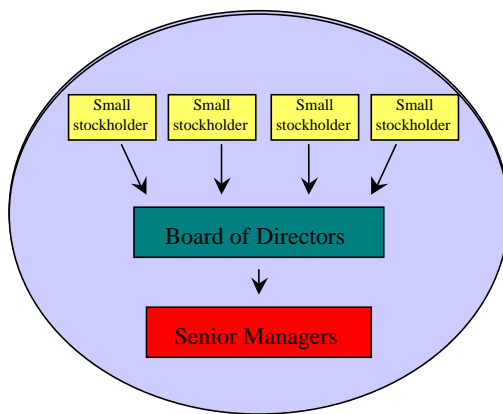 Small
stockholder
Small
stockholder
Small
stockholder
Small
stockholder
Board of Directors
Senior Managers